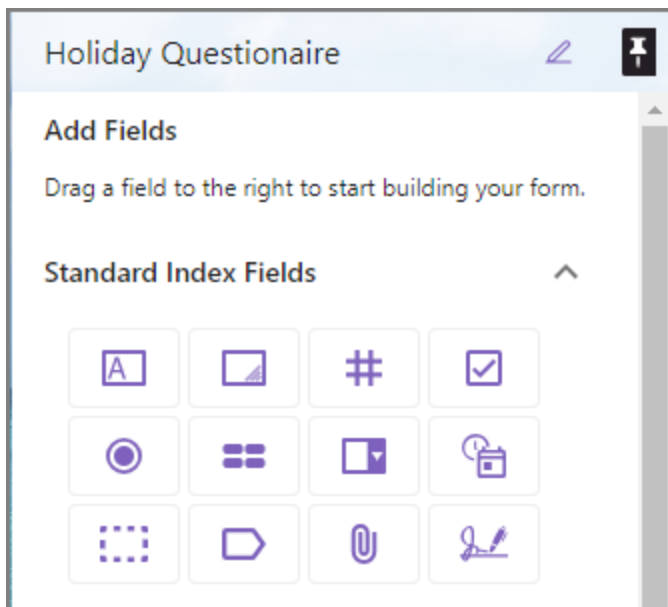 Holiday Questionaire
Add Fields
Drag a field to the right to start building your form.
Standard Index Fields
A